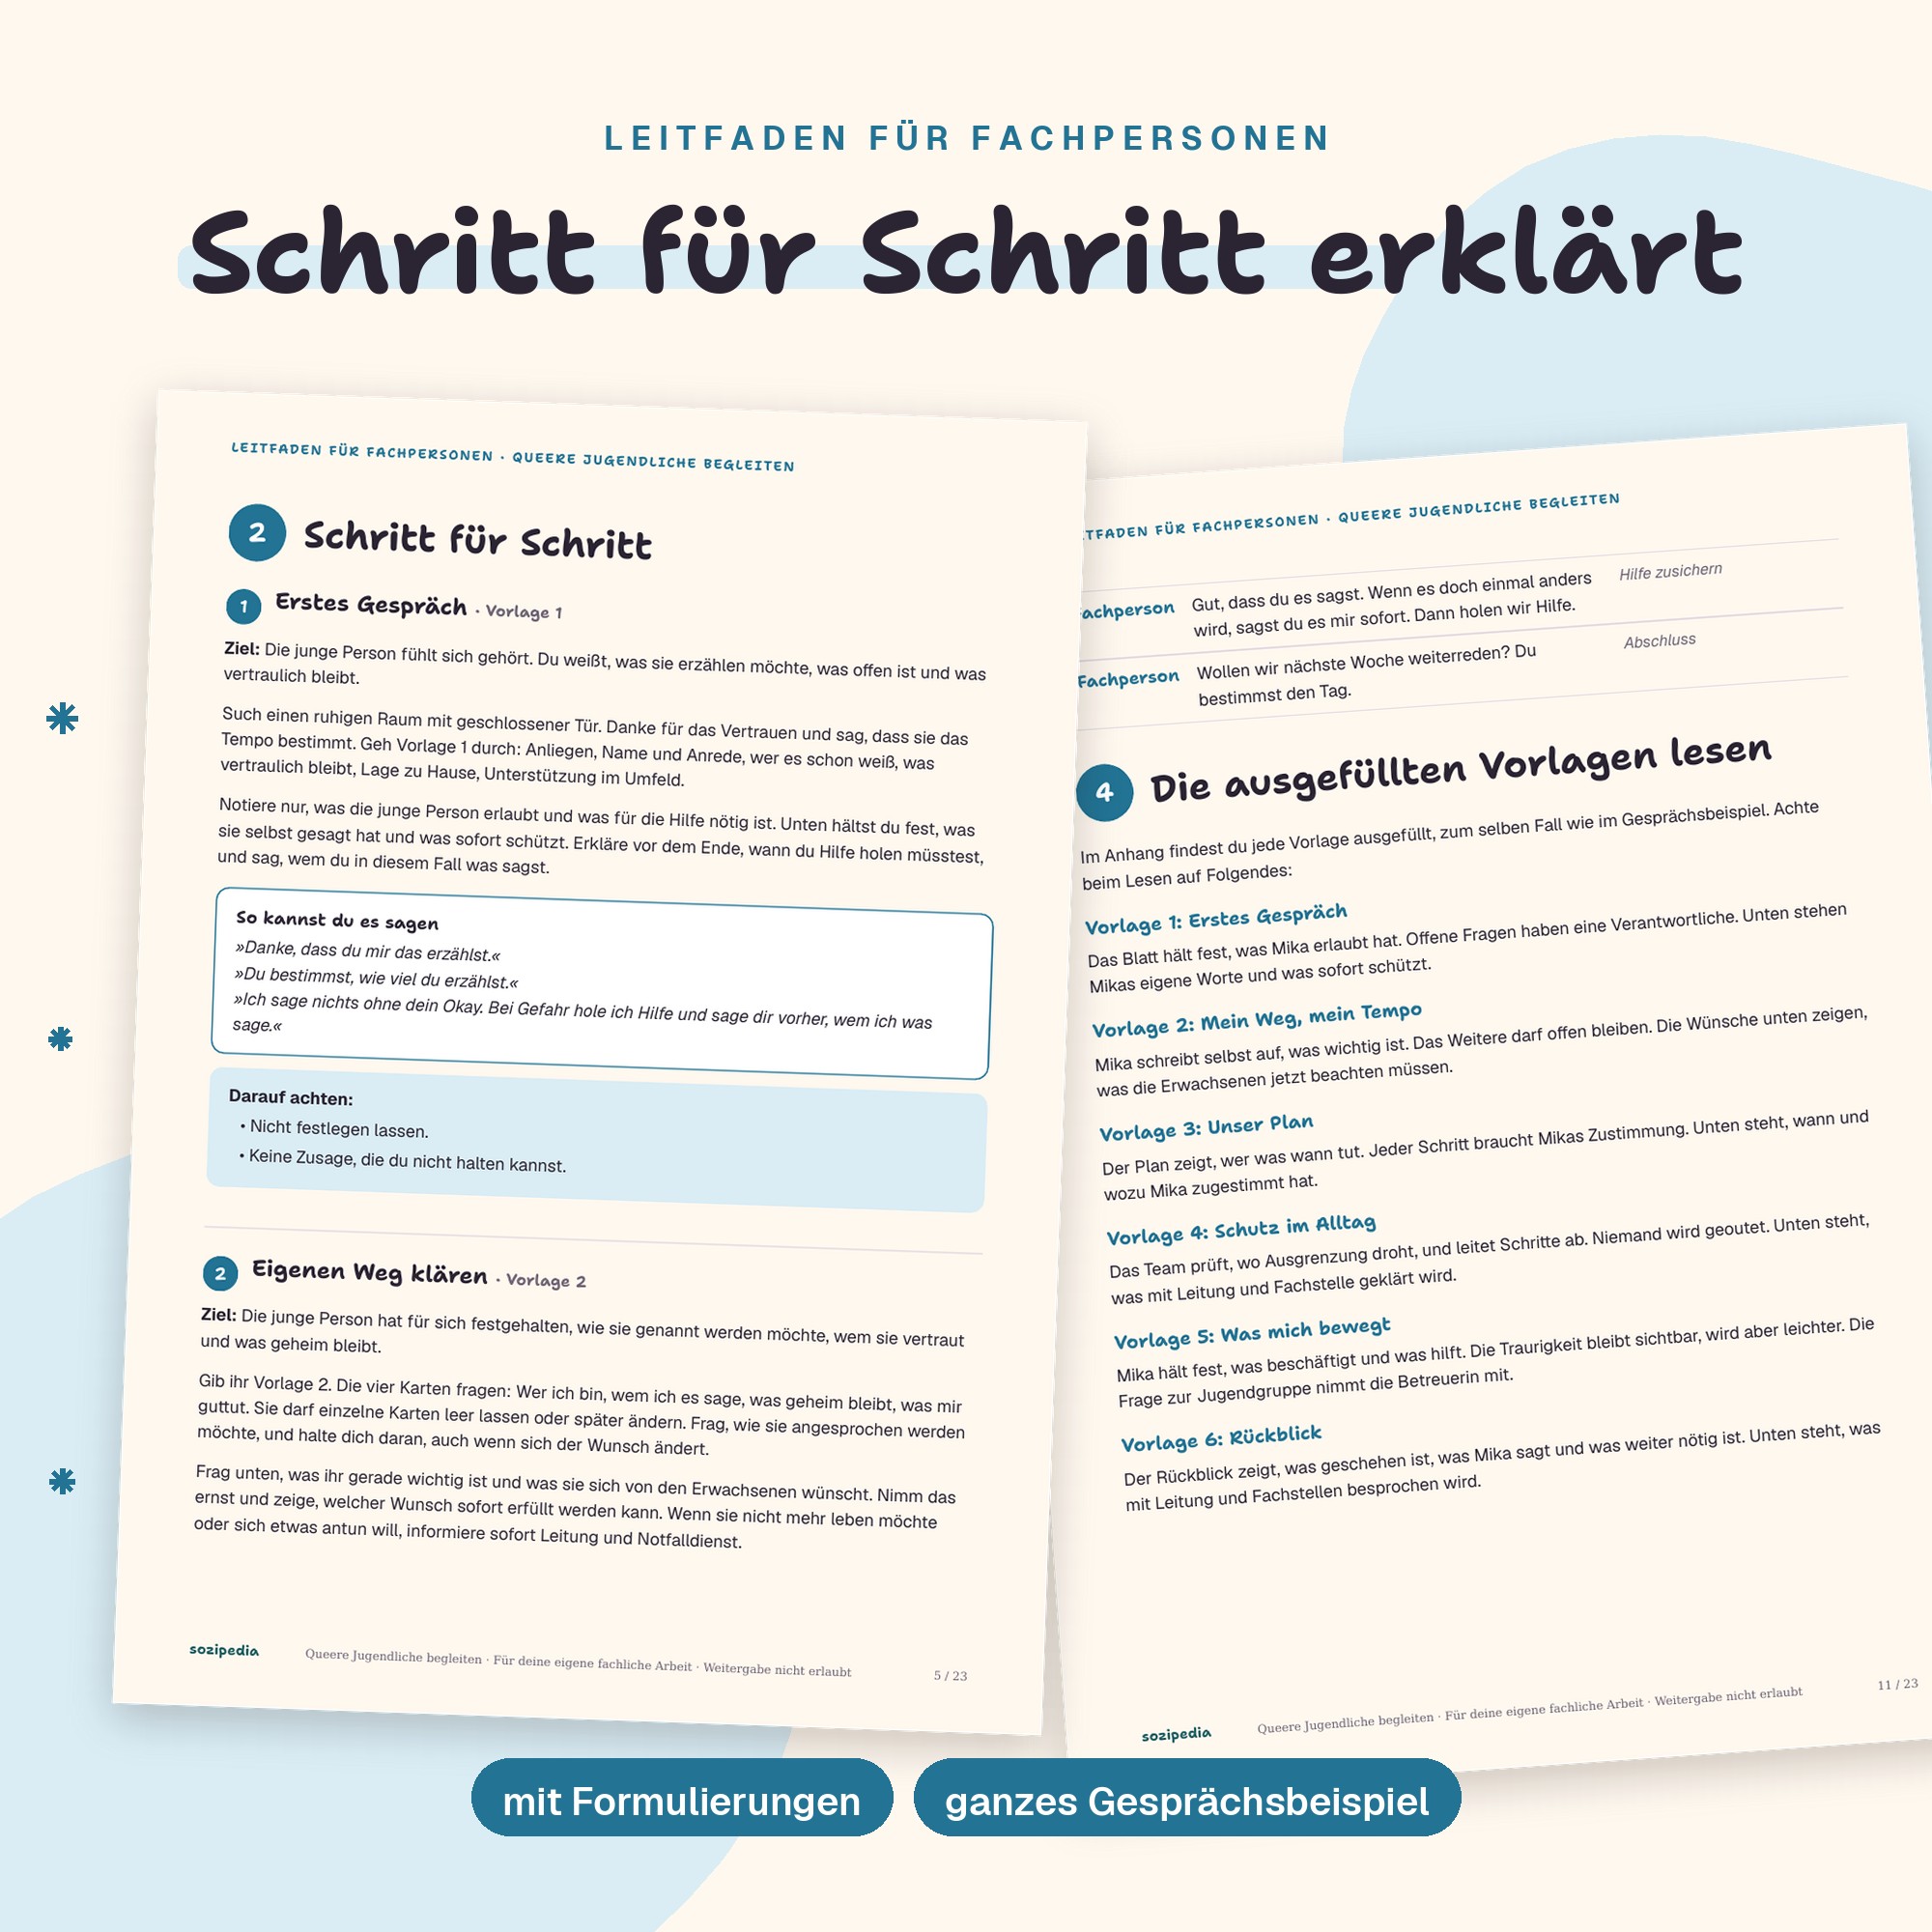 LEITFADEN FÜR FACHPERSONEN
Schritt für Schritt erklärt
LEITFADEN FÜR FACHPERSONEN · QUEERE JUGENDLICHE BEGLEITEN
2 Schritt für Schritt
1 Erstes Gespräch · Vorlage 1
Ziel: Die junge Person fühlt sich gehört. Du weißt, was sie erzählen möchte, was offen ist und was
vertraulich bleibt.
Such einen ruhigen Raum mit geschlossener Tür. Danke für das Vertrauen und sag, dass sie das
Tempo bestimmt. Geh Vorlage 1 durch: Anliegen, Name und Anrede, wer es schon weiß, was
vertraulich bleibt, Lage zu Hause, Unterstützung im Umfeld.
Notiere nur, was die junge Person erlaubt und was für die Hilfe nötig ist. Unten hältst du fest, was
sie selbst gesagt hat und was sofort schützt. Erkläre vor dem Ende, wann du Hilfe holen müsstest,
und sag, wem du in diesem Fall was sagst.
So kannst du es sagen
»Danke, dass du mir das erzählst.«
»Du bestimmst, wie viel du erzählst.«
»Ich sage nichts ohne dein Okay. Bei Gefahr hole ich Hilfe und sage dir vorher, wem ich was
sage.«
Darauf achten:
• Nicht festlegen lassen.
• Keine Zusage, die du nicht halten kannst.
2 Eigenen Weg klären · Vorlage 2
Ziel: Die junge Person hat für sich festgehalten, wie sie genannt werden möchte, wem sie vertraut
und was geheim bleibt.
Gib ihr Vorlage 2. Die vier Karten fragen: Wer ich bin, wem ich es sage, was geheim bleibt, was mir
guttut. Sie darf einzelne Karten leer lassen oder später ändern. Frag, wie sie angesprochen werden
möchte, und halte dich daran, auch wenn sich der Wunsch ändert.
Frag unten, was ihr gerade wichtig ist und was sie sich von den Erwachsenen wünscht. Nimm das
ernst und zeige, welcher Wunsch sofort erfüllt werden kann. Wenn sie nicht mehr leben möchte
oder sich etwas antun will, informiere sofort Leitung und Notfalldienst.
sozipedia Queere Jugendliche begleiten · Für deine eigene fachliche Arbeit · Weitergabe nicht erlaubt 5 / 23
TFADEN FÜR FACHPERSONEN · QUEERE JUGENDLICHE BEGLEITEN
achperson Gut, dass du es sagst. Wenn es doch einmal anders Hilfe zusichern
wird, sagst du es mir sofort. Dann holen wir Hilfe.
Fachperson Wollen wir nächste Woche weiterreden? Du Abschluss
bestimmst den Tag.
4 Die ausgefüllten Vorlagen lesen
Im Anhang findest du jede Vorlage ausgefüllt, zum selben Fall wie im Gesprächsbeispiel. Achte
beim Lesen auf Folgendes:
Vorlage 1: Erstes Gespräch
Das Blatt hält fest, was Mika erlaubt hat. Offene Fragen haben eine Verantwortliche. Unten stehen
Mikas eigene Worte und was sofort schützt.
Vorlage 2: Mein Weg, mein Tempo
Mika schreibt selbst auf, was wichtig ist. Das Weitere darf offen bleiben. Die Wünsche unten zeigen,
was die Erwachsenen jetzt beachten müssen.
Vorlage 3: Unser Plan
Der Plan zeigt, wer was wann tut. Jeder Schritt braucht Mikas Zustimmung. Unten steht, wann und
wozu Mika zugestimmt hat.
Vorlage 4: Schutz im Alltag
Das Team prüft, wo Ausgrenzung droht, und leitet Schritte ab. Niemand wird geoutet. Unten steht,
was mit Leitung und Fachstelle geklärt wird.
Vorlage 5: Was mich bewegt
Mika hält fest, was beschäftigt und was hilft. Die Traurigkeit bleibt sichtbar, wird aber leichter. Die
Frage zur Jugendgruppe nimmt die Betreuerin mit.
Vorlage 6: Rückblick
Der Rückblick zeigt, was geschehen ist, was Mika sagt und was weiter nötig ist. Unten steht, was
mit Leitung und Fachstellen besprochen wird.
sozipedia Queere Jugendliche begleiten · Für deine eigene fachliche Arbeit · Weitergabe nicht erlaubt 11 / 23
mit Formulierungen
ganzes Gesprächsbeispiel